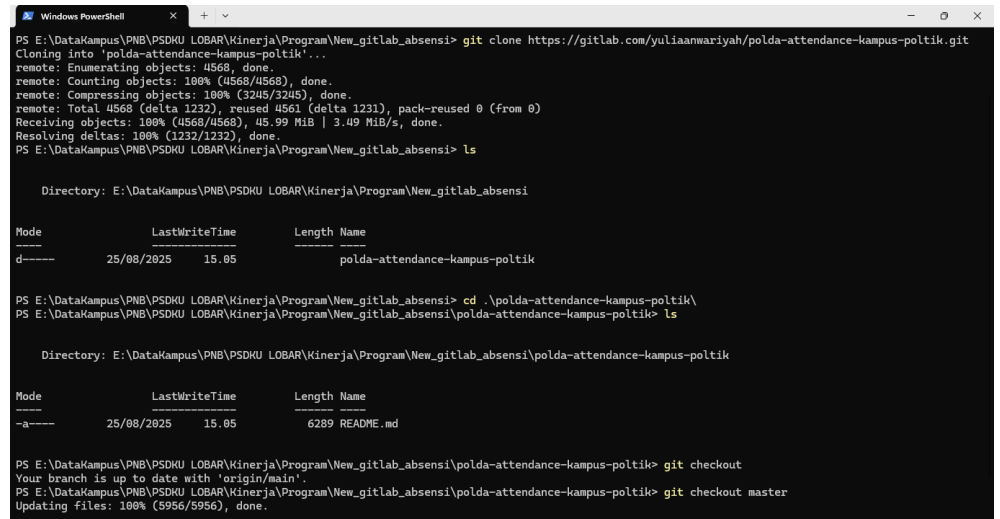 Windows PowerShell
PS E:\DataKampus\PNB\PSDKU LOBAR\Kinerja\Program\New_gitlab_absensi> git clone https://gitlab.com/yuliaanwariyah/polda-attendance-kampus-poltik.git
Cloning into 'polda-attendance-kampus-poltik'...
remote: Enumerating objects: 4568, done.
remote: Counting objects: 100% (4568/4568), done.
remote: Compressing objects: 100% (3245/3245), done.
remote: Total 4568 (delta 1232), reused 4561 (delta 1231), pack-reused 0 (from 0)
Receiving objects: 100% (4568/4568), 45.99 MiB | 3.49 MiB/s, done.
Resolving deltas: 100% (1232/1232), done.
PS E:\DataKampus\PNB\PSDKU LOBAR\Kinerja\Program\New_gitlab_absensi> ls
Directory: E:\DataKampus\PNB\PSDKU LOBAR\Kinerja\Program\New_gitlab_absensi
Mode LastWriteTime Length Name
---- ------------- ------ ----
d----- 25/08/2025 15.05 polda-attendance-kampus-poltik
PS E:\DataKampus\PNB\PSDKU LOBAR\Kinerja\Program\New_gitlab_absensi> cd .\polda-attendance-kampus-poltik\
PS E:\DataKampus\PNB\PSDKU LOBAR\Kinerja\Program\New_gitlab_absensi\polda-attendance-kampus-poltik> ls
Directory: E:\DataKampus\PNB\PSDKU LOBAR\Kinerja\Program\New_gitlab_absensi\polda-attendance-kampus-poltik
Mode LastWriteTime Length Name
---- ------------- ------ ----
-a---- 25/08/2025 15.05 6289 README.md
PS E:\DataKampus\PNB\PSDKU LOBAR\Kinerja\Program\New_gitlab_absensi\polda-attendance-kampus-poltik> git checkout
Your branch is up to date with 'origin/main'.
PS E:\DataKampus\PNB\PSDKU LOBAR\Kinerja\Program\New_gitlab_absensi\polda-attendance-kampus-poltik> git checkout master
Updating files: 100% (5956/5956), done.